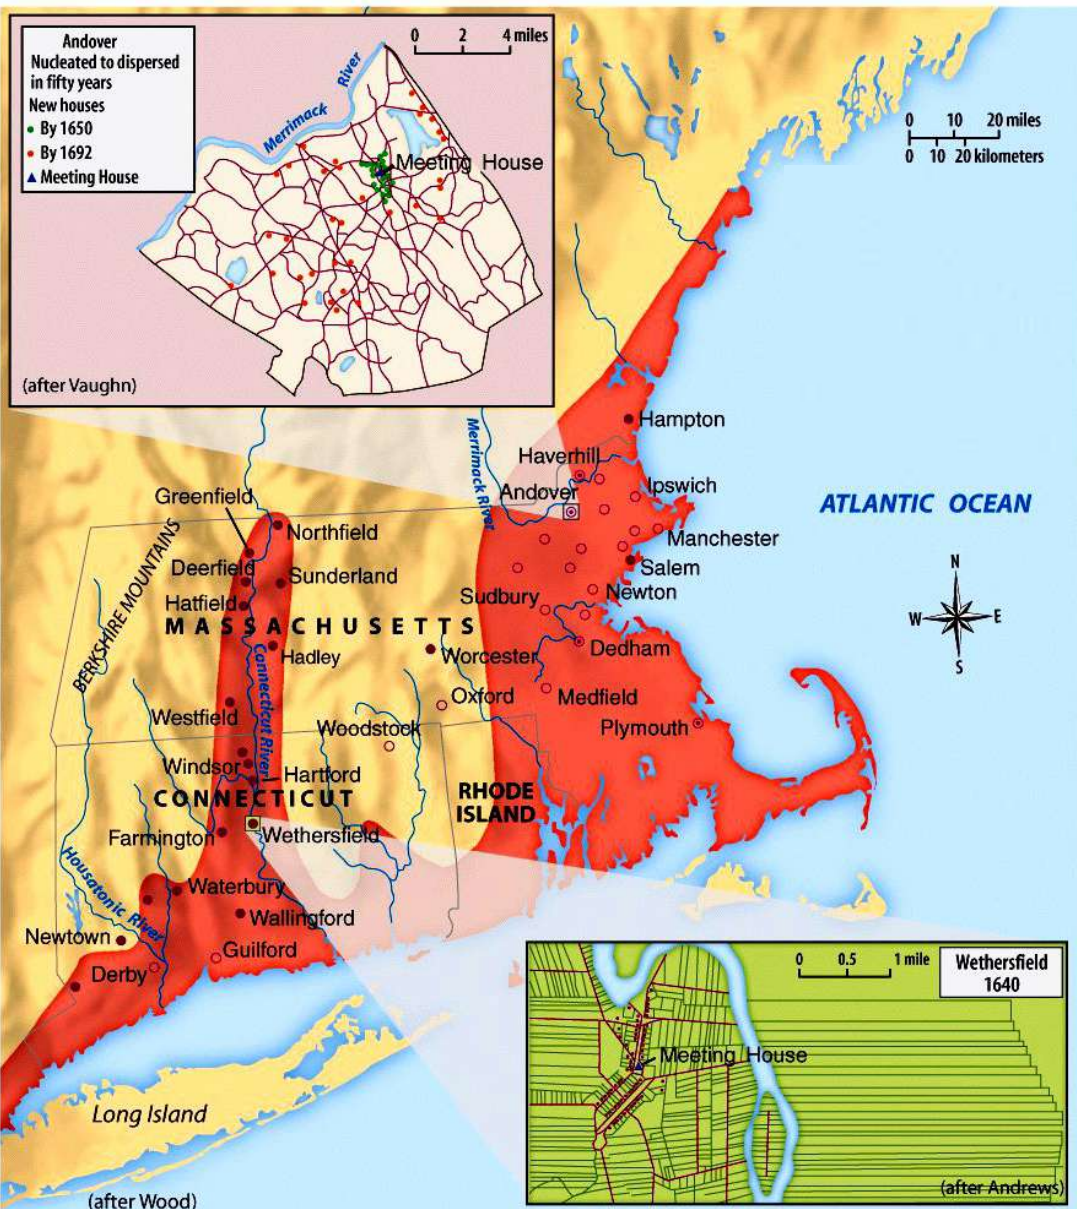 Andover
Nucleated to dispersed
in fifty years
New houses
By 1650
By 1692
Meeting House
0 2 4 miles
Merrimack River
Meeting House
(after Vaughn)
0 10 20 miles
0 10 20 kilometers
Hampton
Merrimack River
Haverhill
Andover
Ipswich
ATLANTIC OCEAN
Greenfield
Northfield
Manchester
BERKSHIRE MOUNTAINS
Deerfield
Sunderland
Salem
N
W E
S
Hatfield
Sudbury
Newton
MASSACHUSETTS
Hadley
Worcester
Dedham
Connecticut River
Oxford
Medfield
Westfield
Woodstock
Plymouth
Windsor
Hartford
CONNECTICUT
RHODE
ISLAND
Farmington
Wethersfield
Housatonic River
Waterbury
Wallingford
Newtown
Guilford
Derby
0 0.5 1 mile
Wethersfield
1640
Meeting House
Long Island
(after Andrews)
(after Wood)